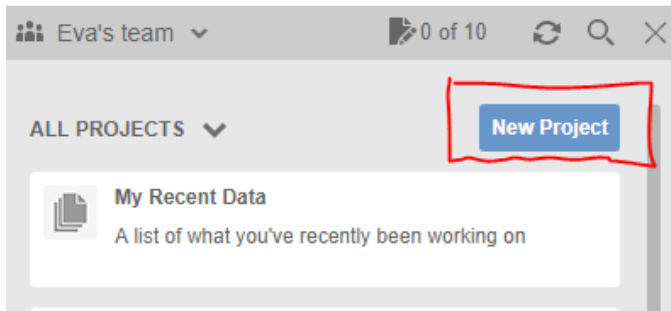 Eva's team 0 of 10
ALL PROJECTS New Project
My Recent Data
A list of what you've recently been working on